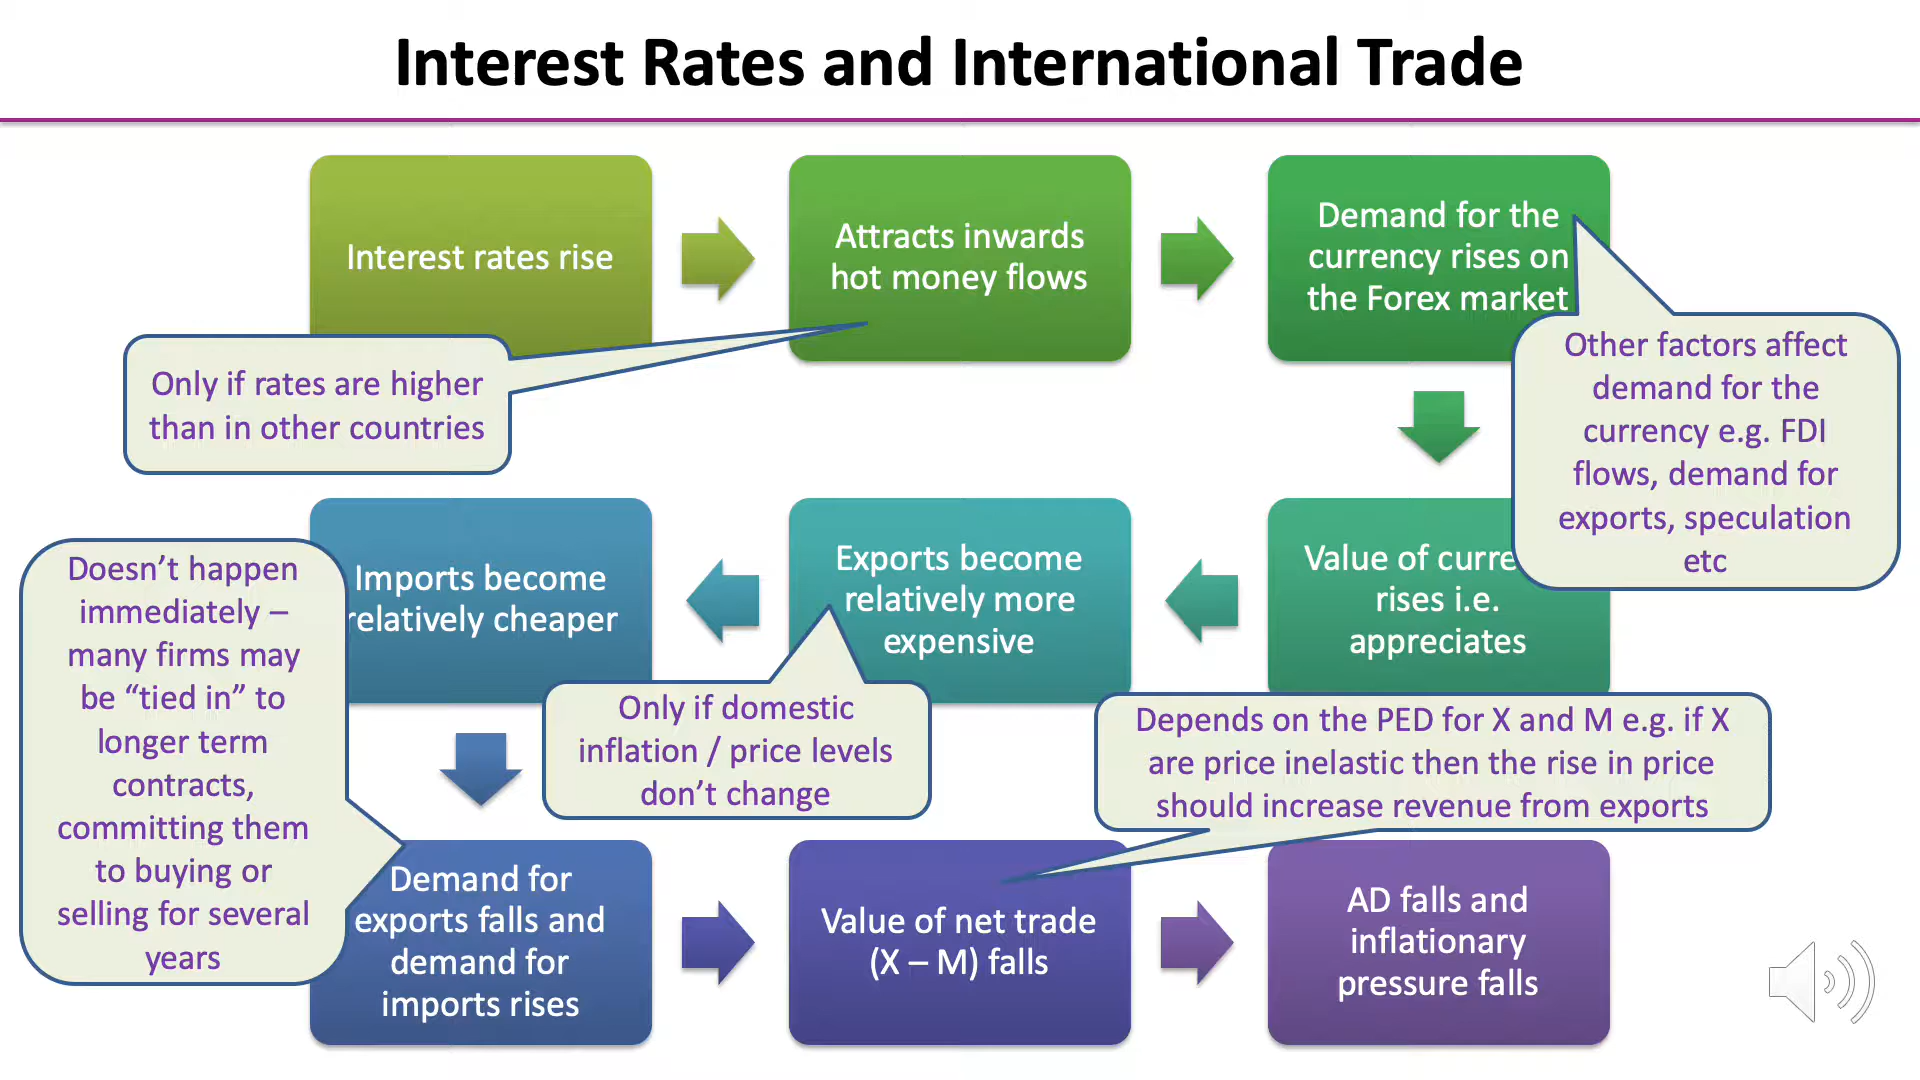 Interest Rates and International Trade
Interest rates rise
Attracts inwards
hot money flows
Demand for the
currency rises on
the Forex market
Only if rates are higher
than in other countries
Other factors affect
demand for the
currency e.g. FDI
flows, demand for
exports, speculation
etc
Value of curre
rises i.e.
appreciates
Exports become
relatively more
expensive
Only if domestic
inflation / price levels
don’t change
Imports become
relatively cheaper
Doesn’t happen
immediately –
many firms may
be “tied in” to
longer term
contracts,
committing them
to buying or
selling for several
years
Demand for
exports falls and
demand for
imports rises
Value of net trade
(X – M) falls
Depends on the PED for X and M e.g. if X
are price inelastic then the rise in price
should increase revenue from exports
AD falls and
inflationary
pressure falls